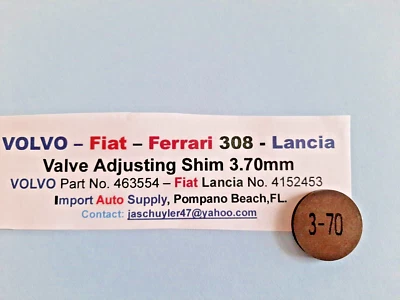 VOLVO – Fiat – Ferrari 308 - Lancia
Valve Adjusting Shim 3.70mm
VOLVO Part No. 463554 – Fiat Lancia No. 4152453
Import Auto Supply, Pompano Beach,FL.
Contact: jaschuyler47@yahoo.com
3-70